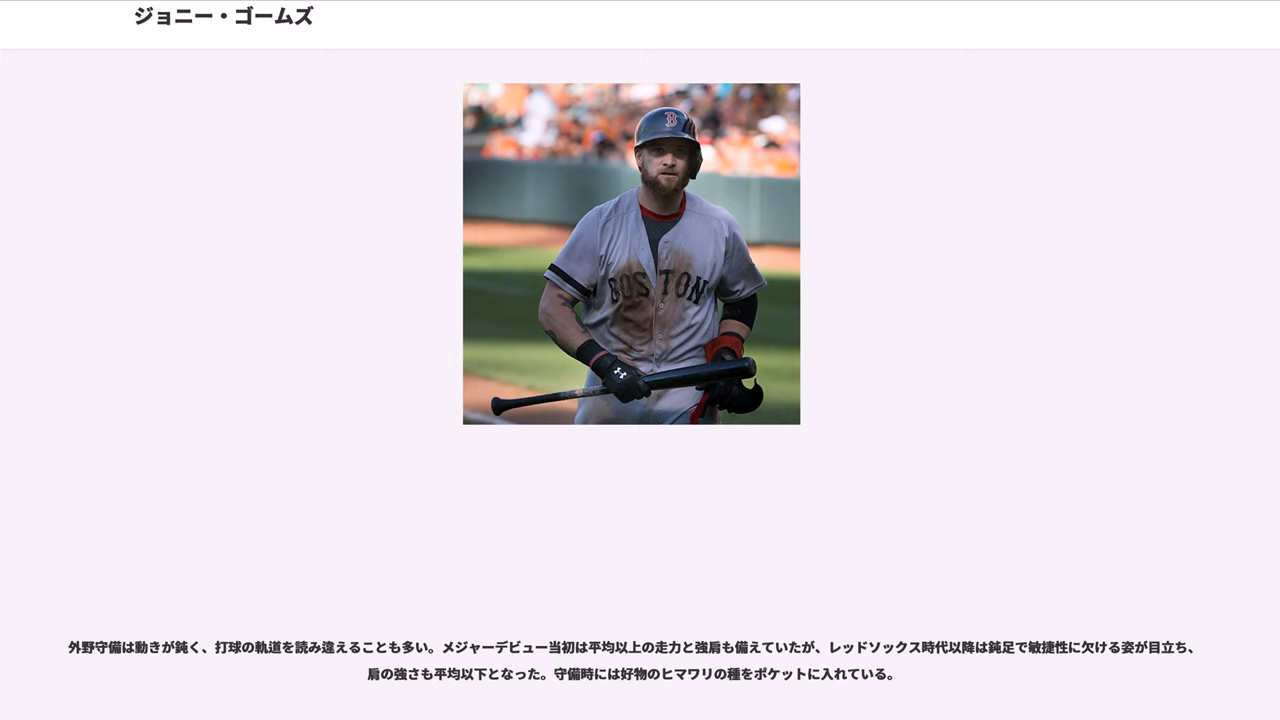 ジョニー・ゴームズ
B
BOSTON
外野守備は動きが鈍く、打球の軌道を読み違えることも多い。メジャーデビュー当初は平均以上の走力と強肩も備えていたが、レッドソックス時代以降は鈍足で敏捷性に欠ける姿が目立ち、
肩の強さも平均以下となった。守備時には好物のヒマワリの種をポケットに入れている。